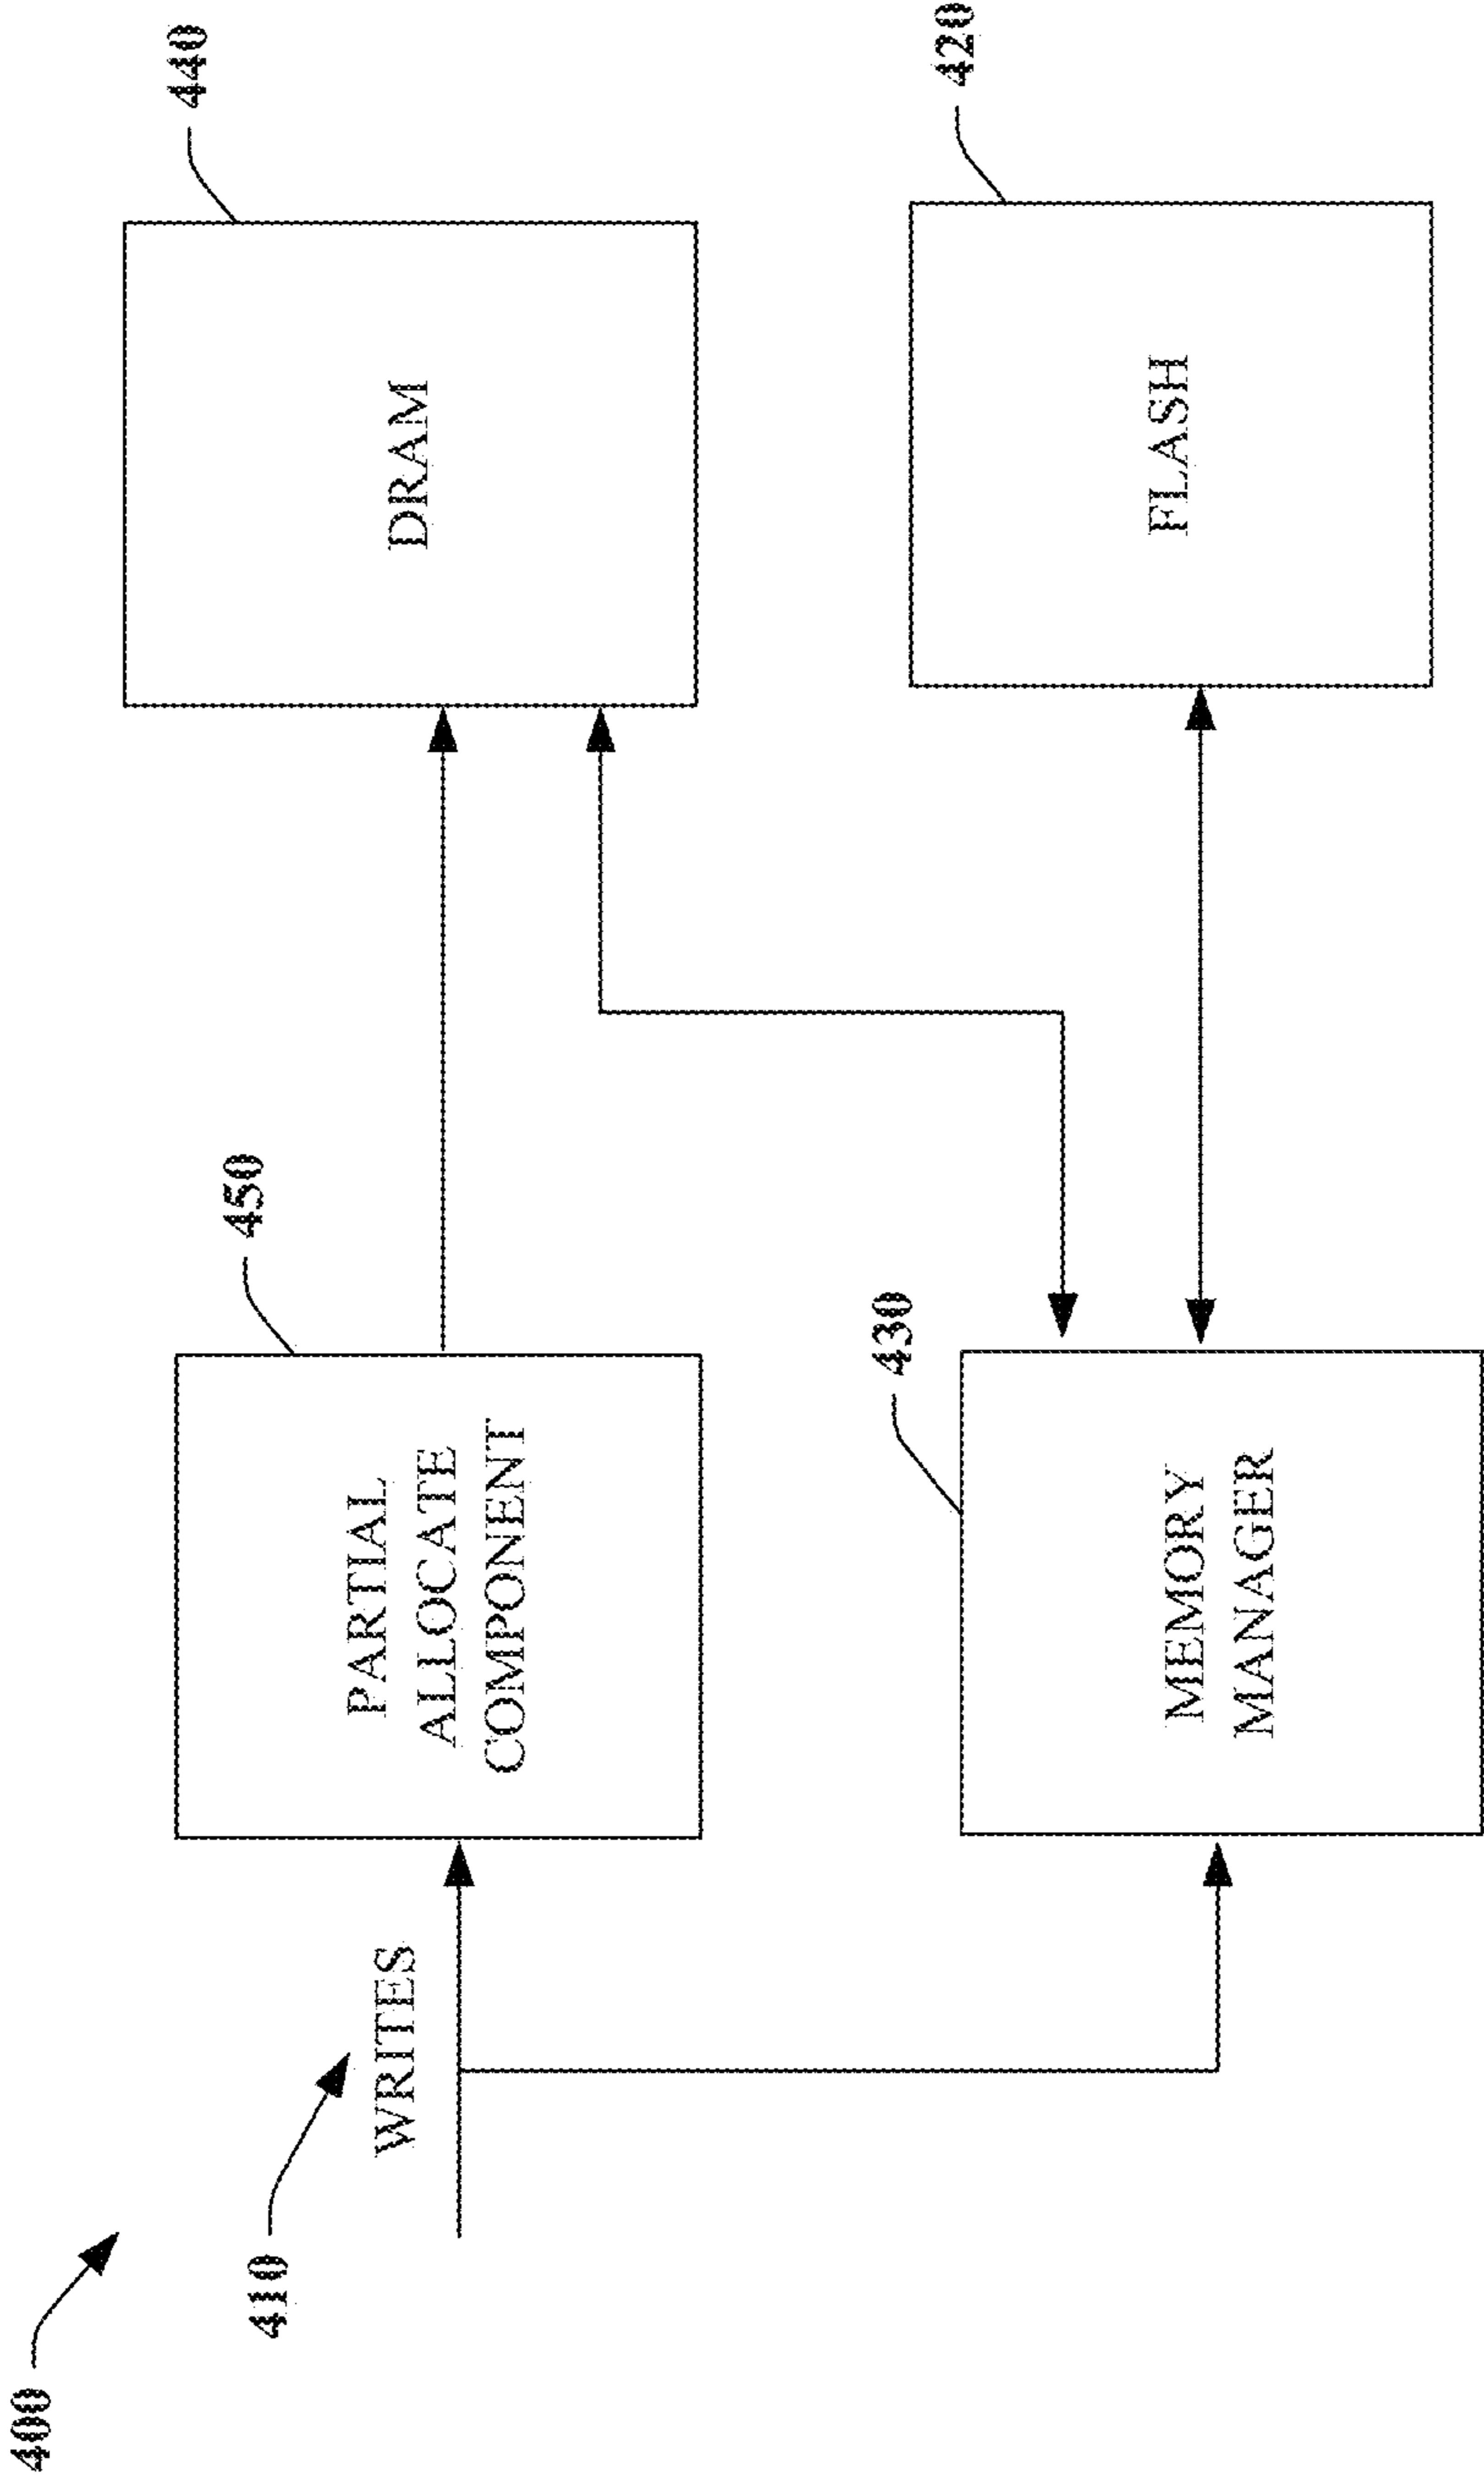 400
410
WRITES
450
PARTIAL
ALLOCATE
COMPONENT
440
DRAM
430
MEMORY
MANAGER
420
FLASH